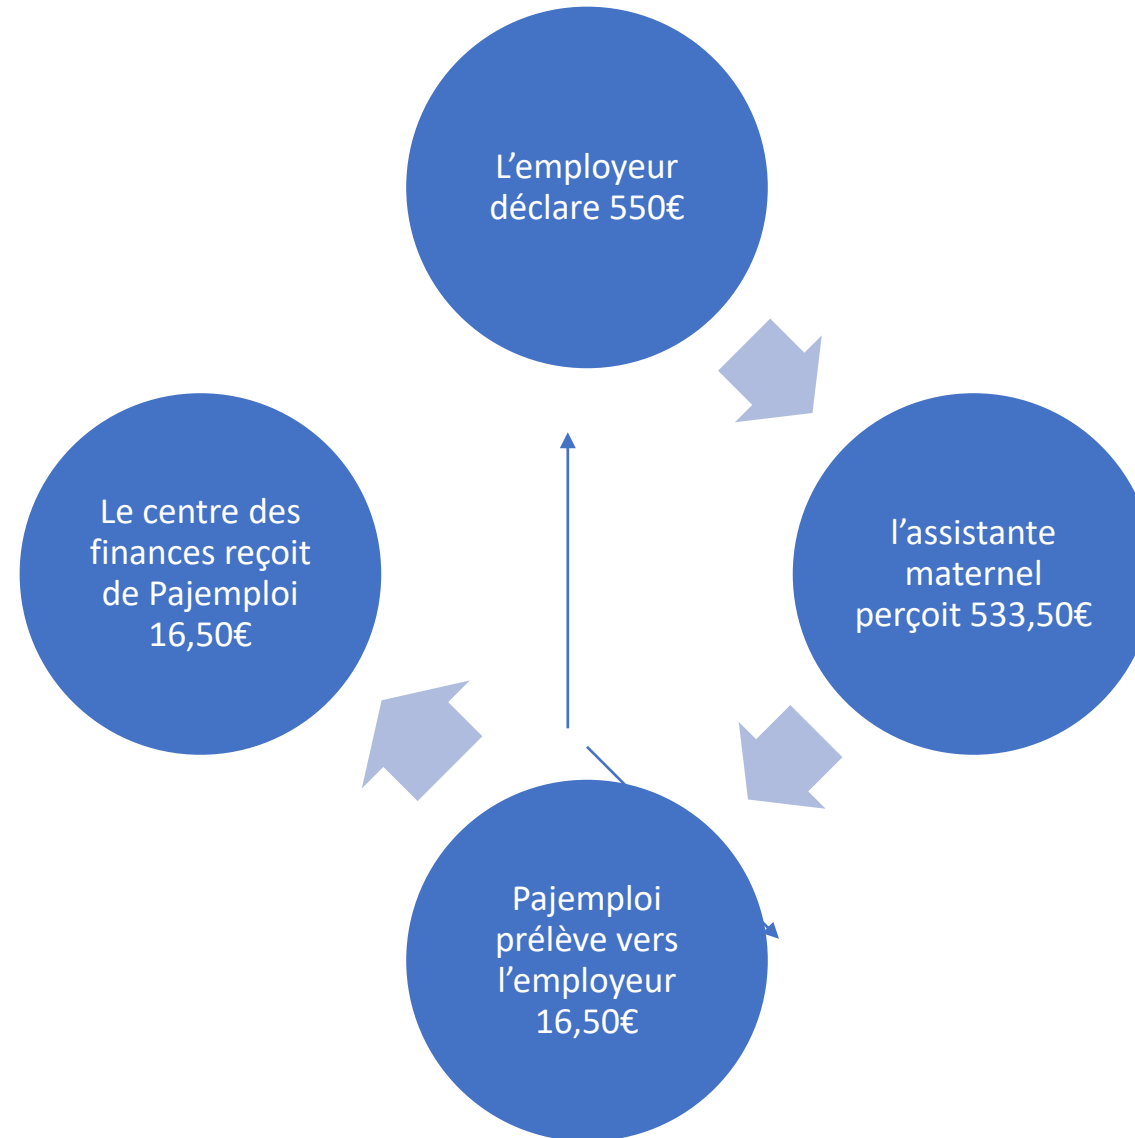 L’employeur
déclare 550€
l’assistante
maternel
perçoit 533,50€
Pajemploi
prélève vers
l’employeur
16,50€
Le centre des
finances reçoit
de Pajemploi
16,50€